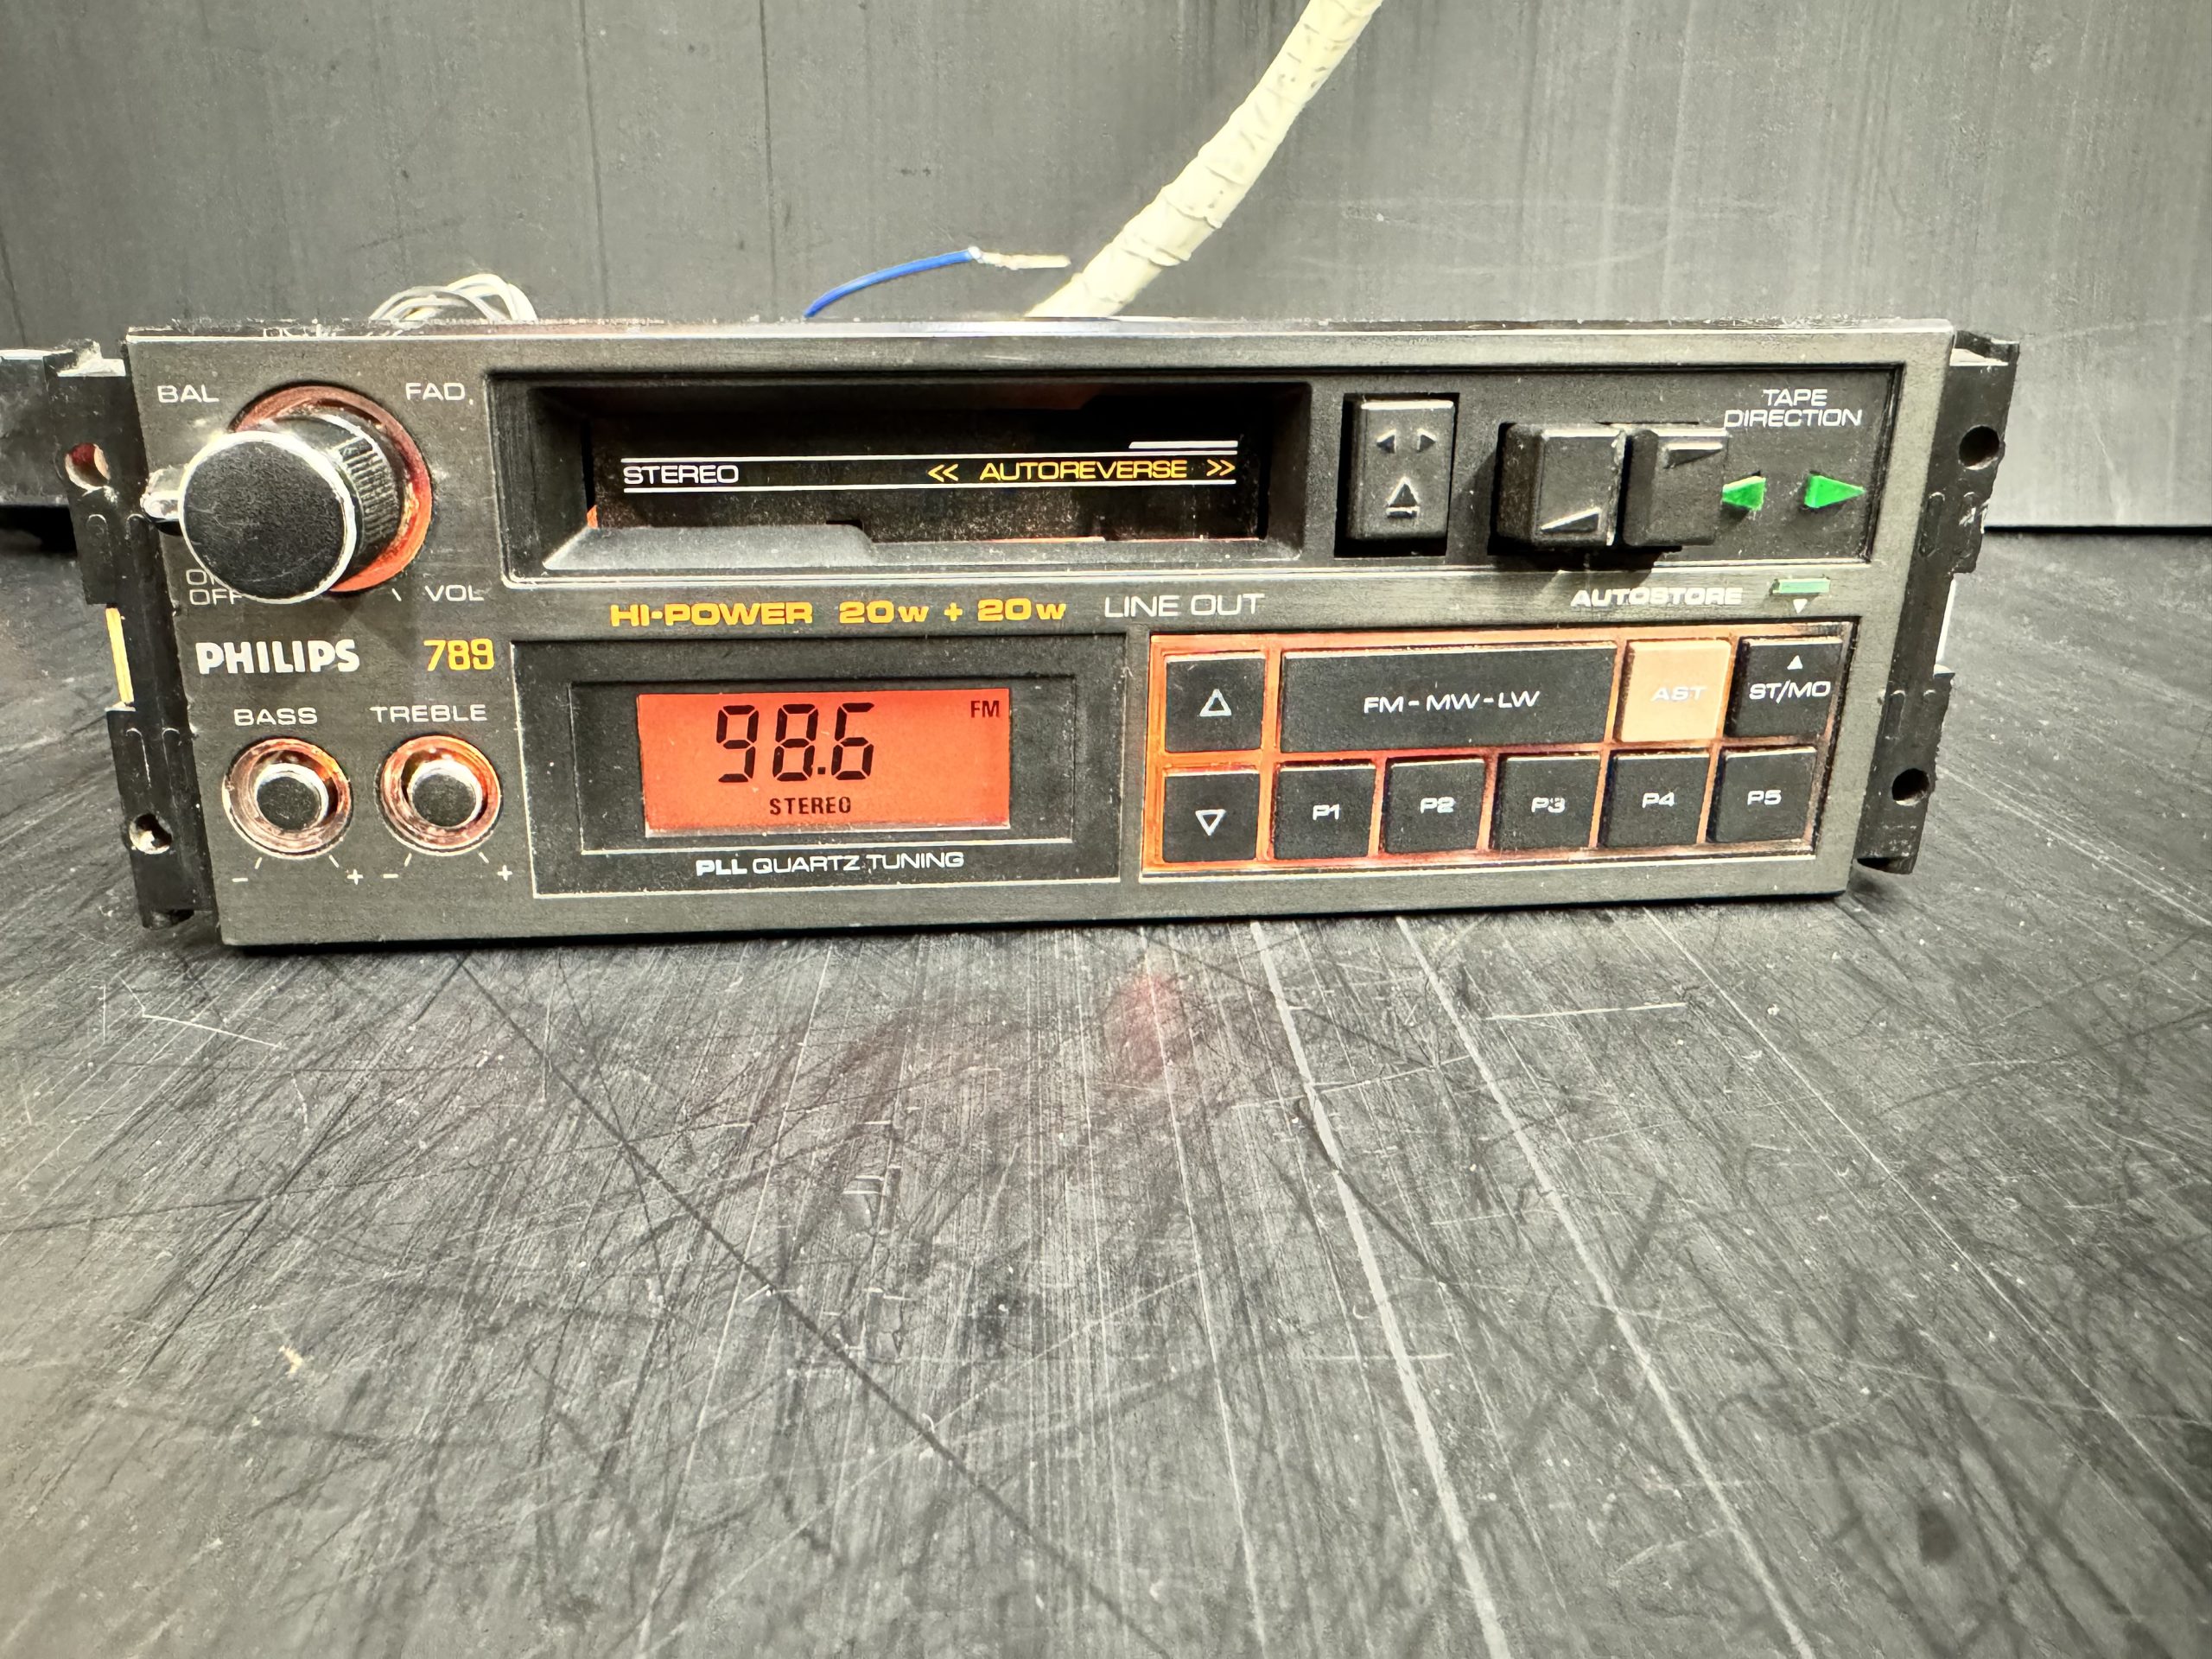 BAL FAD.
TAPE
DIRECTION
STEREO << AUTOREVERSE >>
OFF VOL
HI-POWER 20w + 20w LINE OUT AUTOSTORE
PHILIPS 789
FM-MW-LW AST ST/MO
BASS TREBLE
98.6 FM
STEREO
P1 P2 P3 P4 P5
PLL QUARTZ TUNING
- + - +